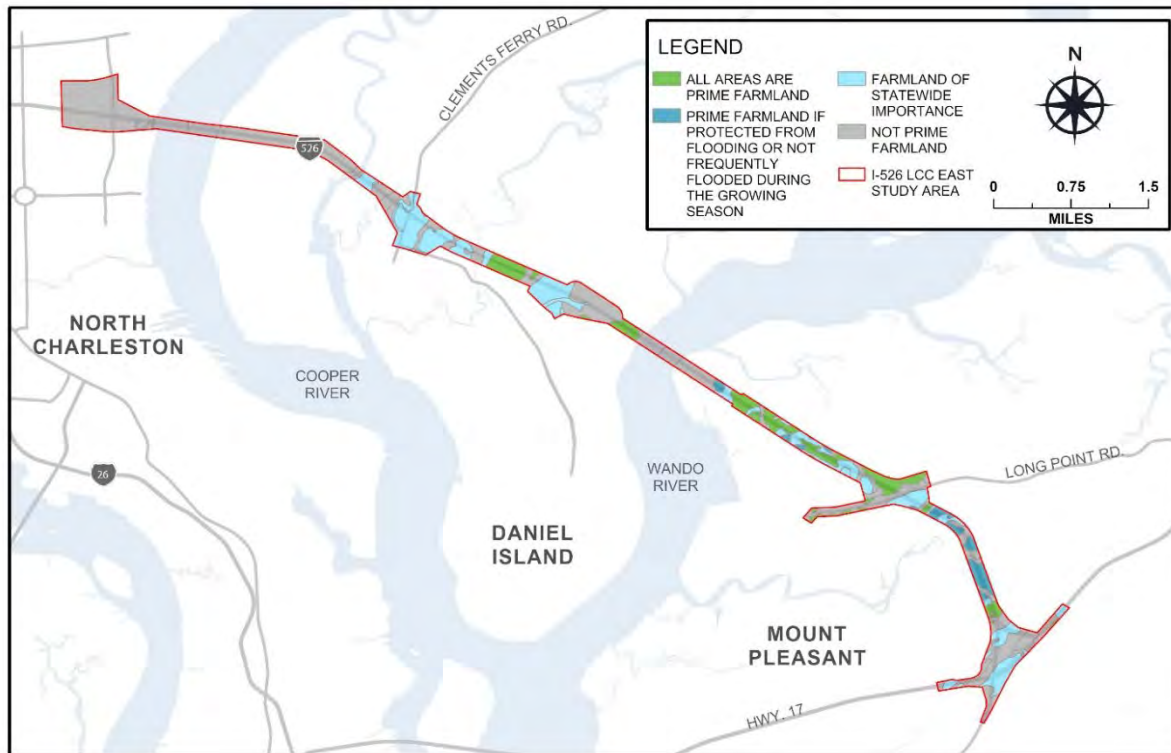 CLEMENTS FERRY RD.
LEGEND
ALL AREAS ARE
PRIME FARMLAND
PRIME FARMLAND IF
PROTECTED FROM
FLOODING OR NOT
FREQUENTLY
FLOODED DURING
THE GROWING
SEASON
FARMLAND OF
STATEWIDE
IMPORTANCE
NOT PRIME
FARMLAND
I-526 LCC EAST
STUDY AREA
N
0 0.75 1.5
MILES
526
NORTH
CHARLESTON
COOPER
RIVER
26
WANDO
RIVER
LONG POINT RD.
DANIEL
ISLAND
MOUNT
PLEASANT
HWY. 17